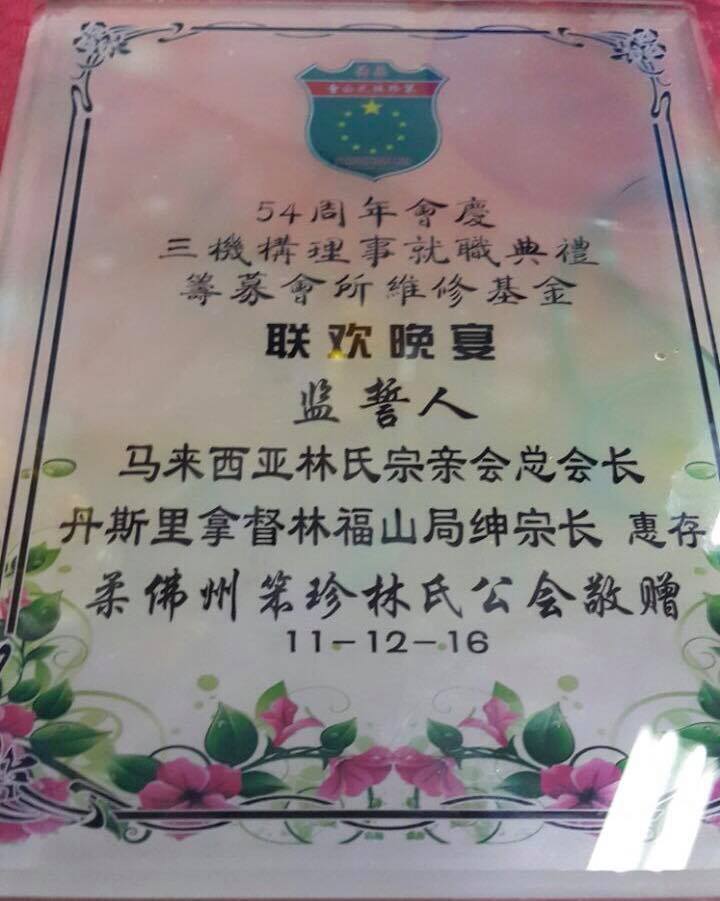 54周年會慶
三機構理事就職典禮
籌募會所維修基金
联欢晚宴
监誓人
马来西亚林氏宗亲会总会长
丹斯里拿督林福山局绅宗长 惠存
柔佛州笨珍林氏公会敬赠
11-12-16